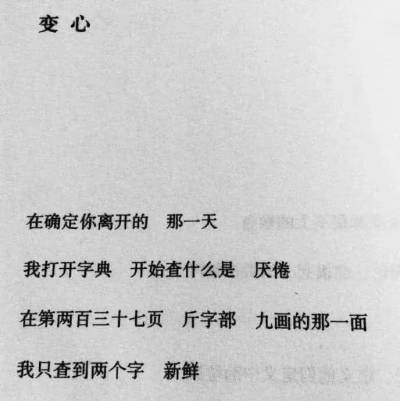 变 心
在确定你离开的 那一天
我打开字典 开始查什么是 厌倦
在第两百三十七页 斤字部 九画的那一面
我只查到两个字 新鲜